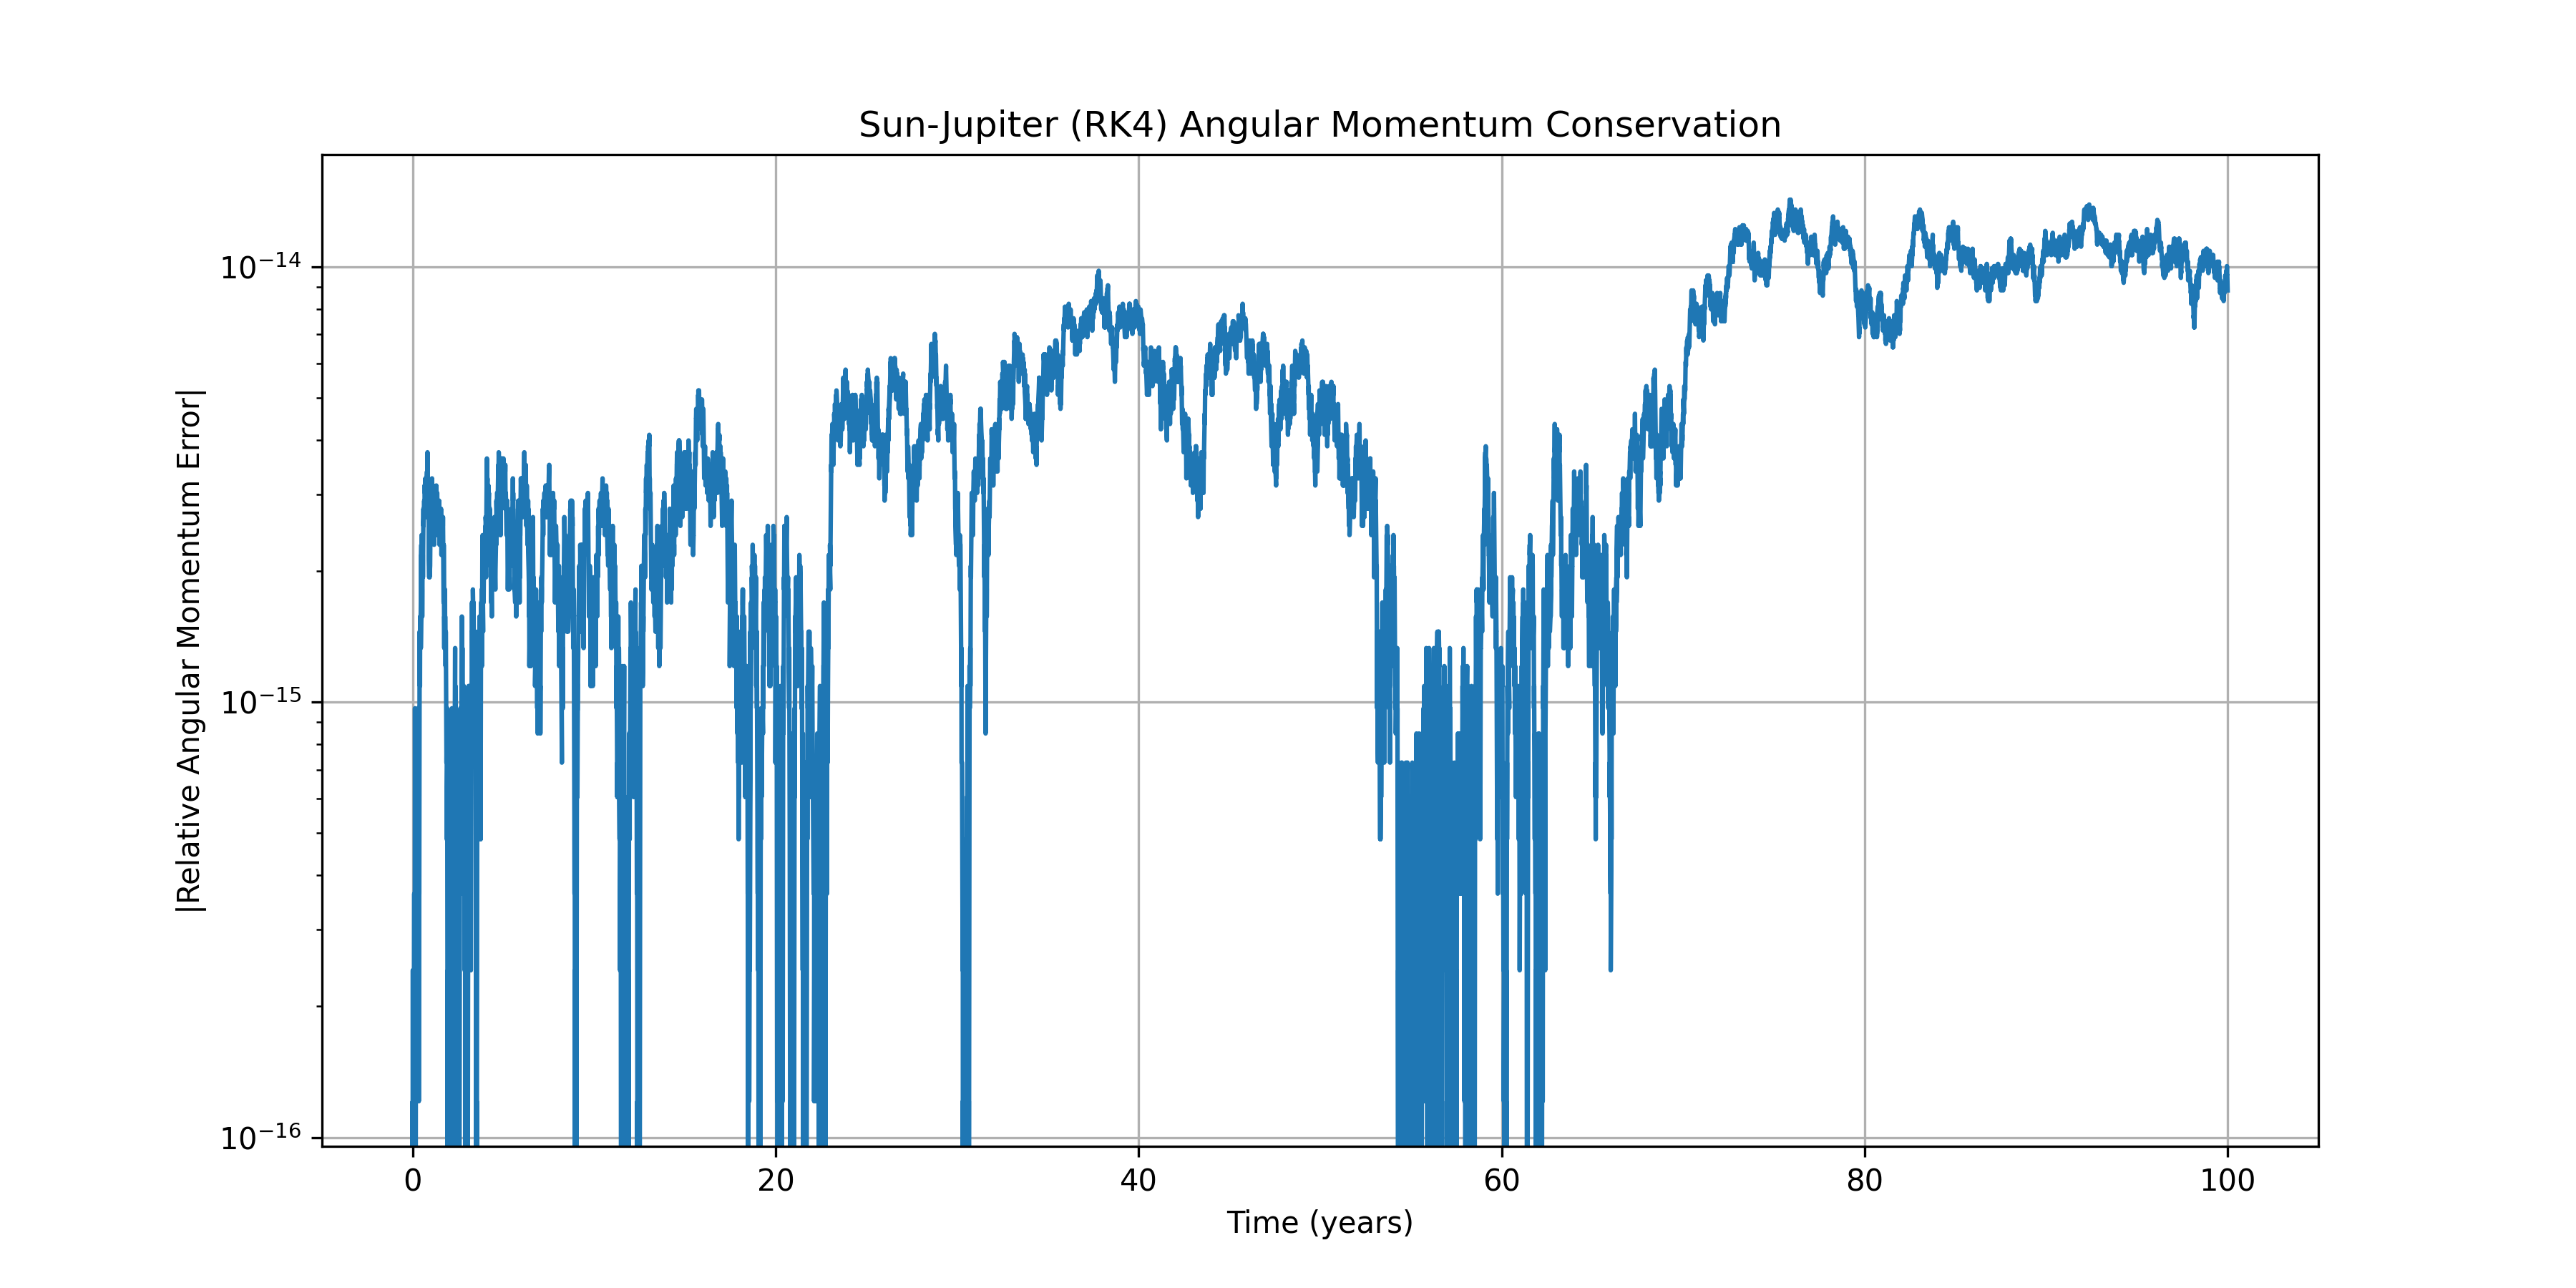 Sun-Jupiter (RK4) Angular Momentum Conservation
|Relative Angular Momentum Error|
10⁻¹⁴
10⁻¹⁵
10⁻¹⁶
0 20 40 60 80 100
Time (years)